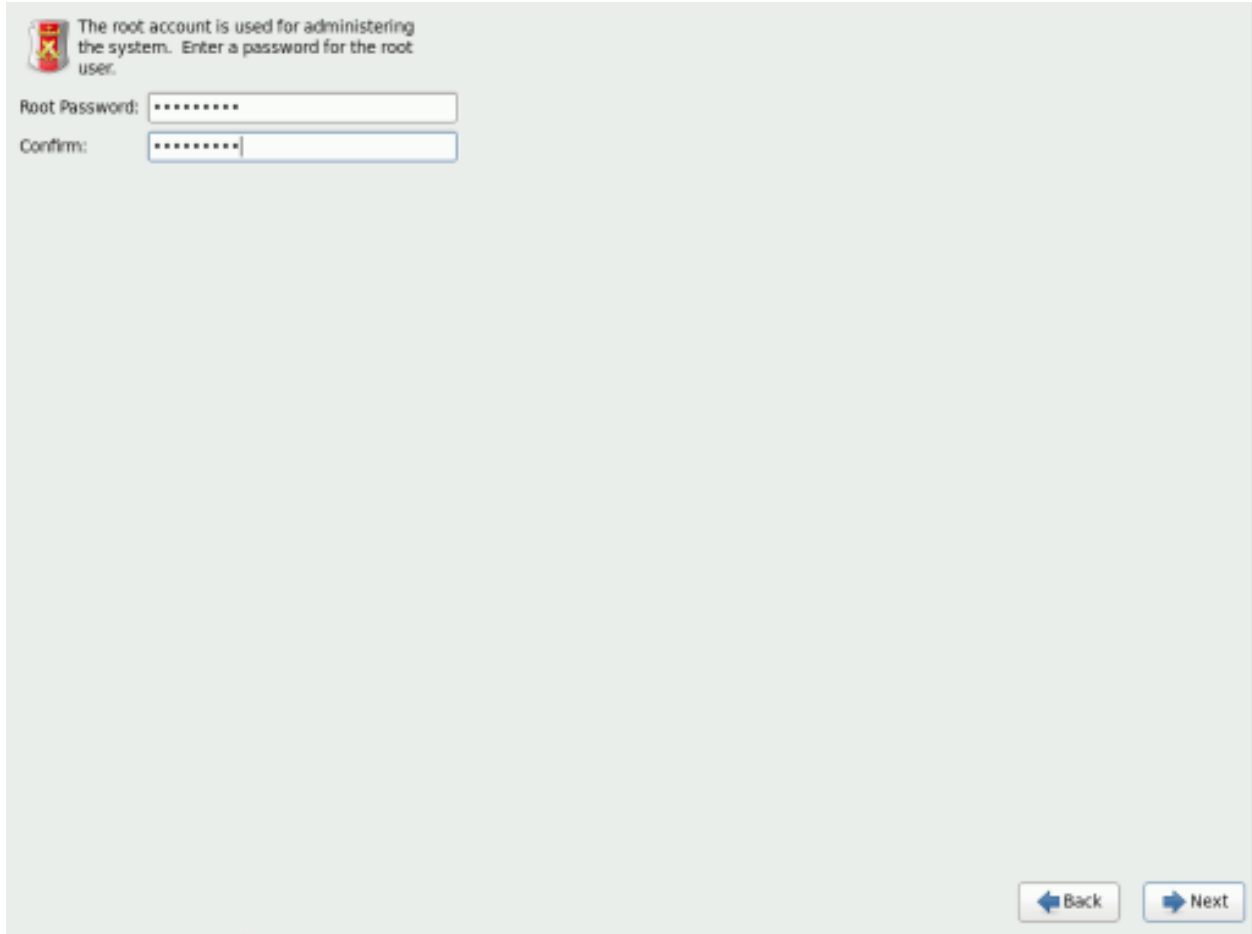 The root account is used for administering
the system.  Enter a password for the root
user.
Root Password: •••••••••
Confirm: •••••••••
Back
Next